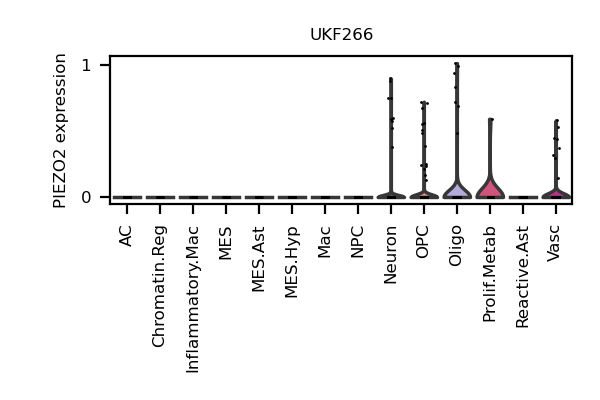 UKF266
PIEZO2 expression
1
0
AC
Chromatin.Reg
Inflammatory.Mac
MES
MES.Ast
MES.Hyp
Mac
NPC
Neuron
OPC
Oligo
Prolif.Metab
Reactive.Ast
Vasc